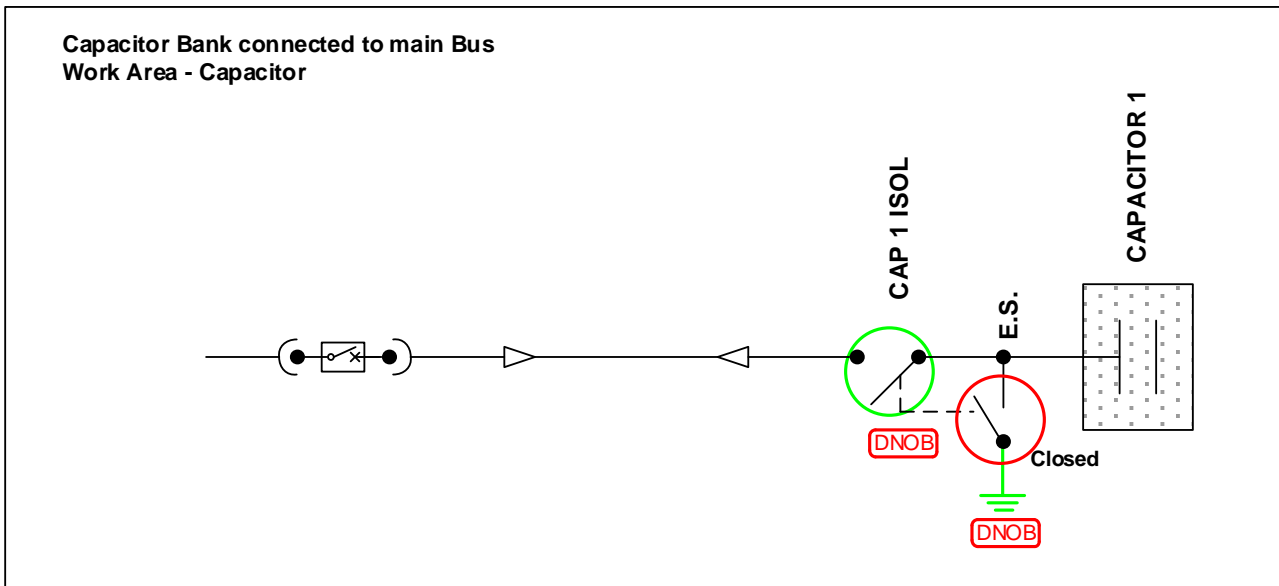 Capacitor Bank connected to main Bus
Work Area - Capacitor
CAP 1 ISOL
E.S.
CAPACITOR 1
DNOB
Closed
DNOB